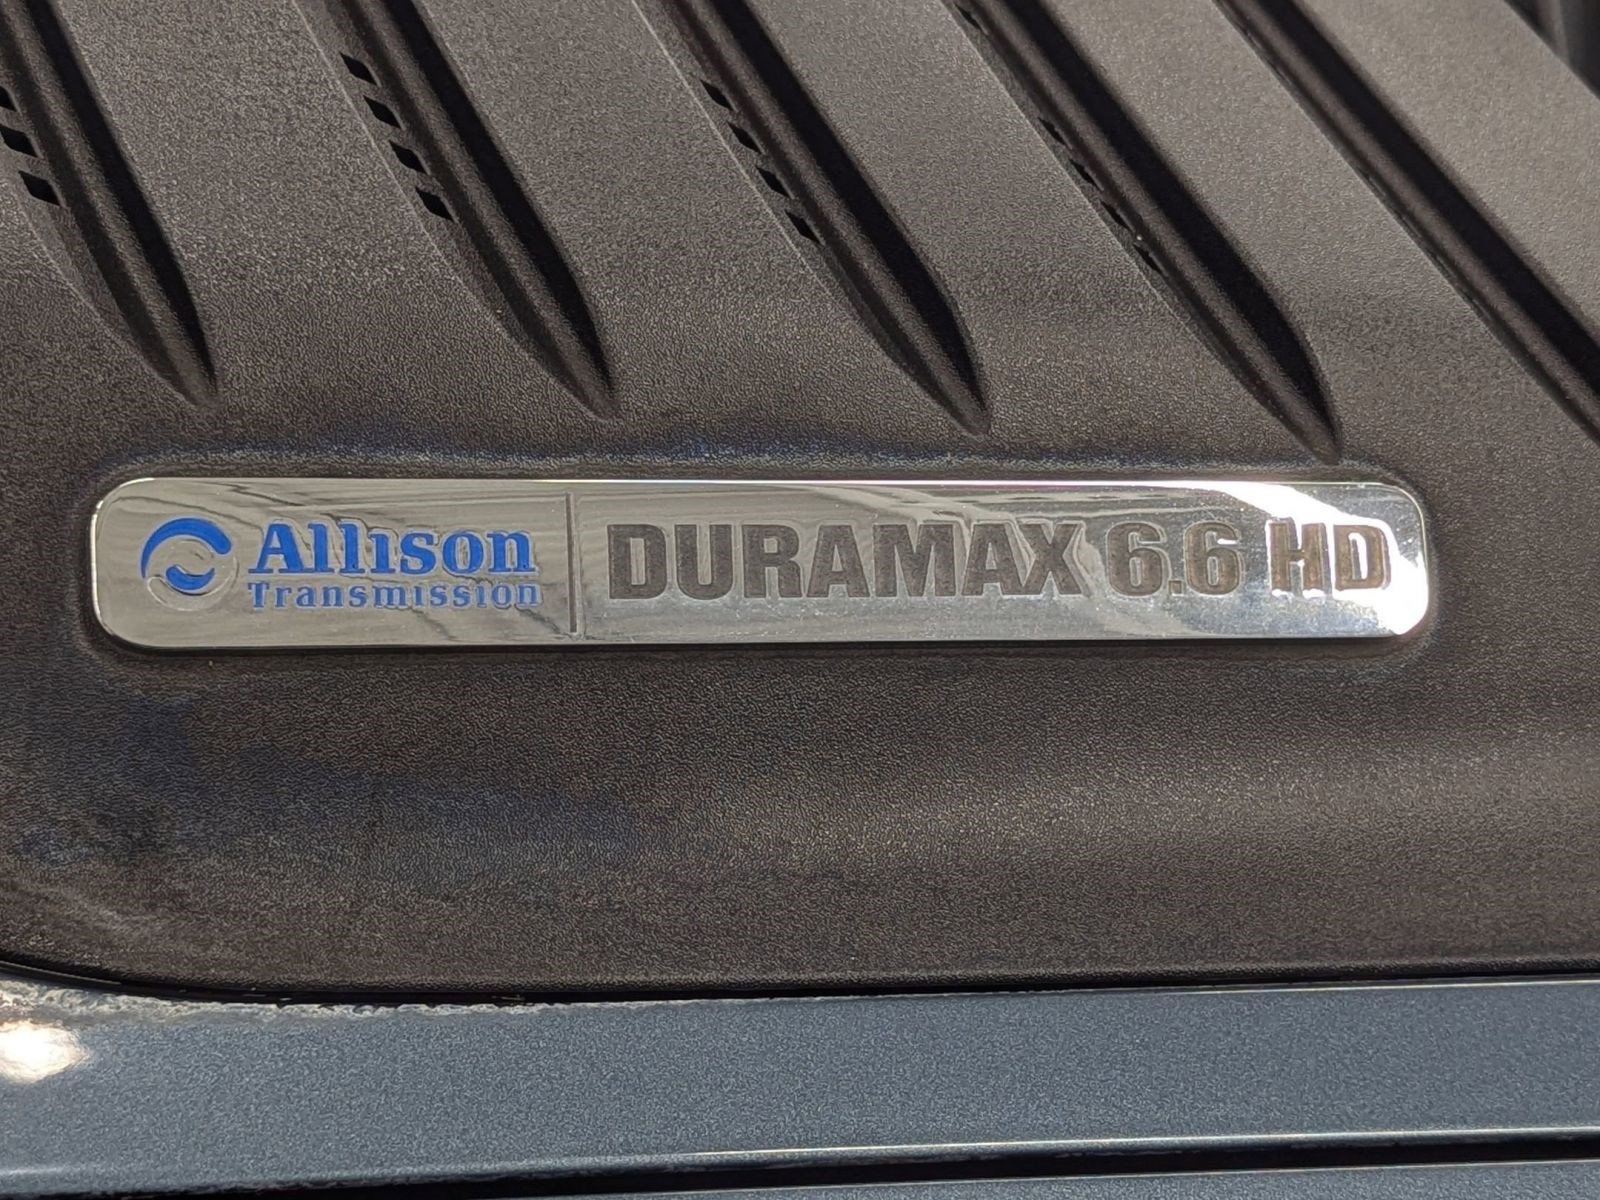 Allison
Transmission
DURAMAX 6.6 HD